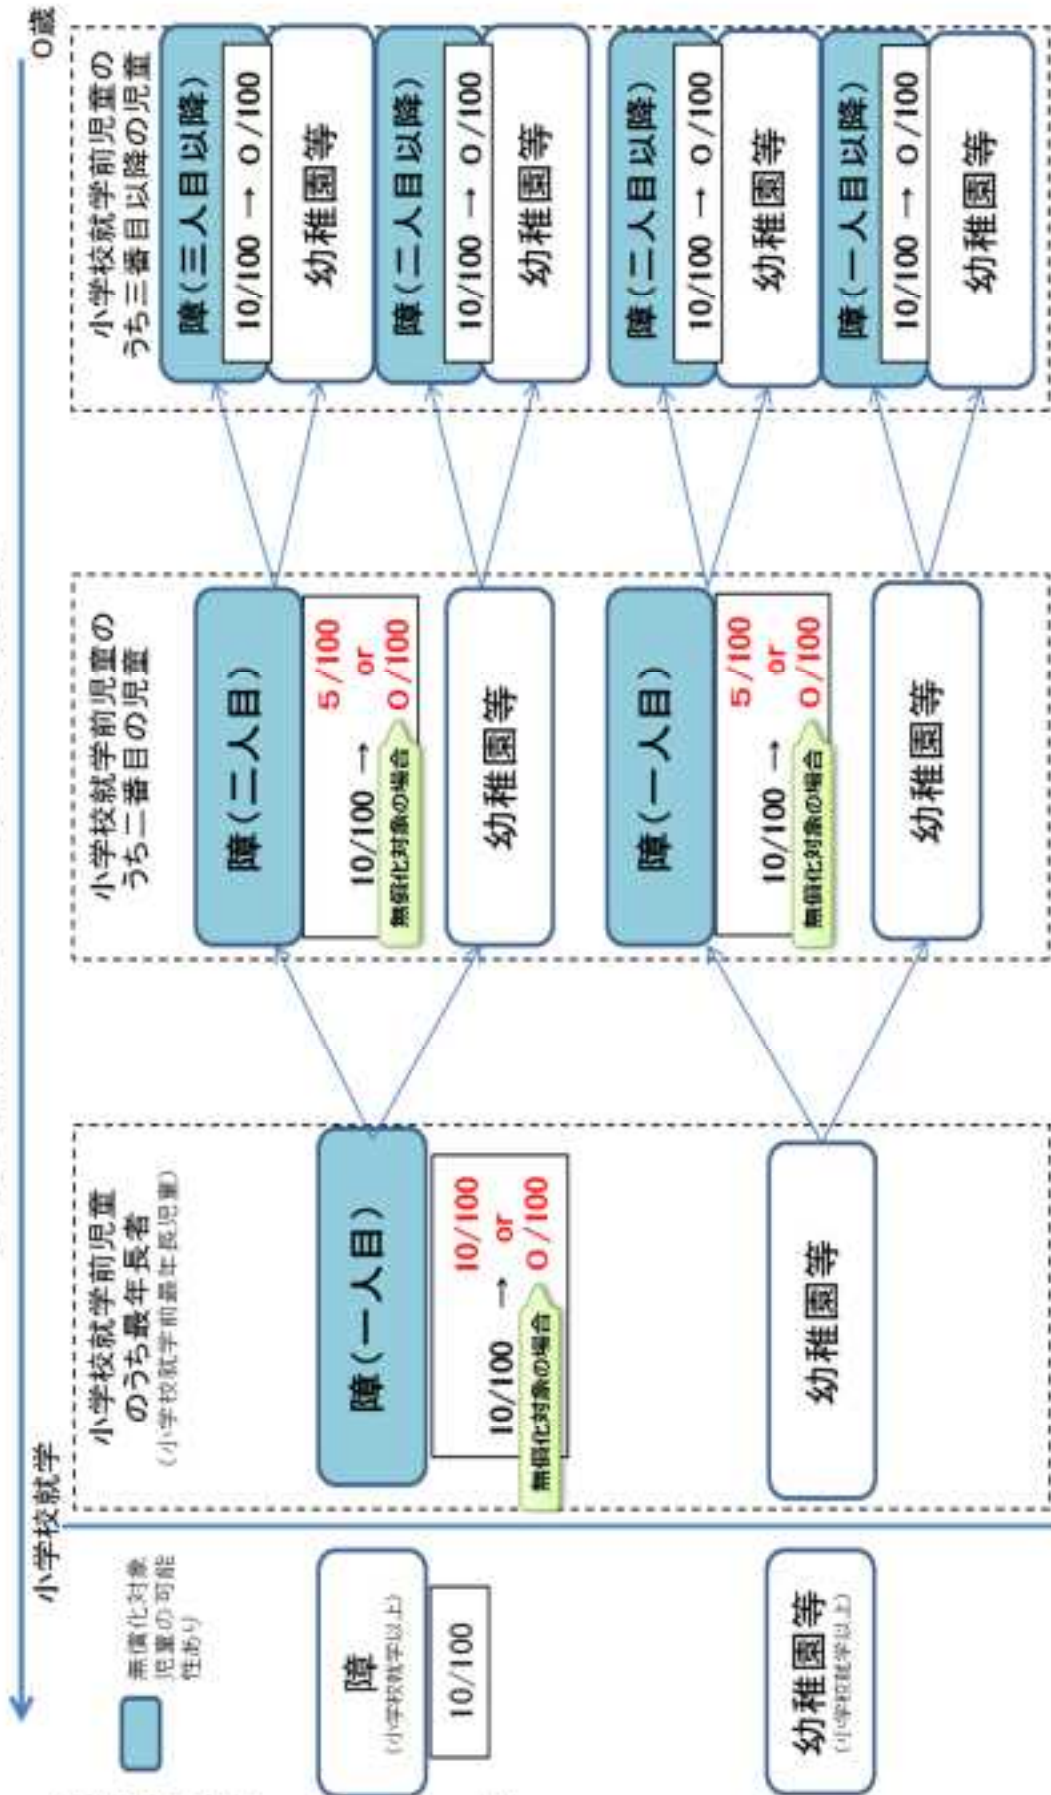 小学校就学
0歳
無償化対象
児童の可能
性あり
障
(小学校就学以上)
10/100
幼稚園等
(小学校就学以上)
小学校就学前児童
のうち最年長者
(小学校就学前最年長児童)
障(一人目)
10/100 →
10/100
or
0/100
無償化対象の場合
幼稚園等
小学校就学前児童の
うち二番目の児童
障(二人目)
10/100 →
5/100
or
0/100
無償化対象の場合
幼稚園等
障(一人目)
10/100 →
5/100
or
0/100
無償化対象の場合
幼稚園等
小学校就学前児童の
うち三番目以降の児童
障(三人目以降)
10/100 → 0/100
幼稚園等
障(二人目以降)
10/100 → 0/100
幼稚園等
障(二人目以降)
10/100 → 0/100
幼稚園等
障(一人目以降)
10/100 → 0/100
幼稚園等